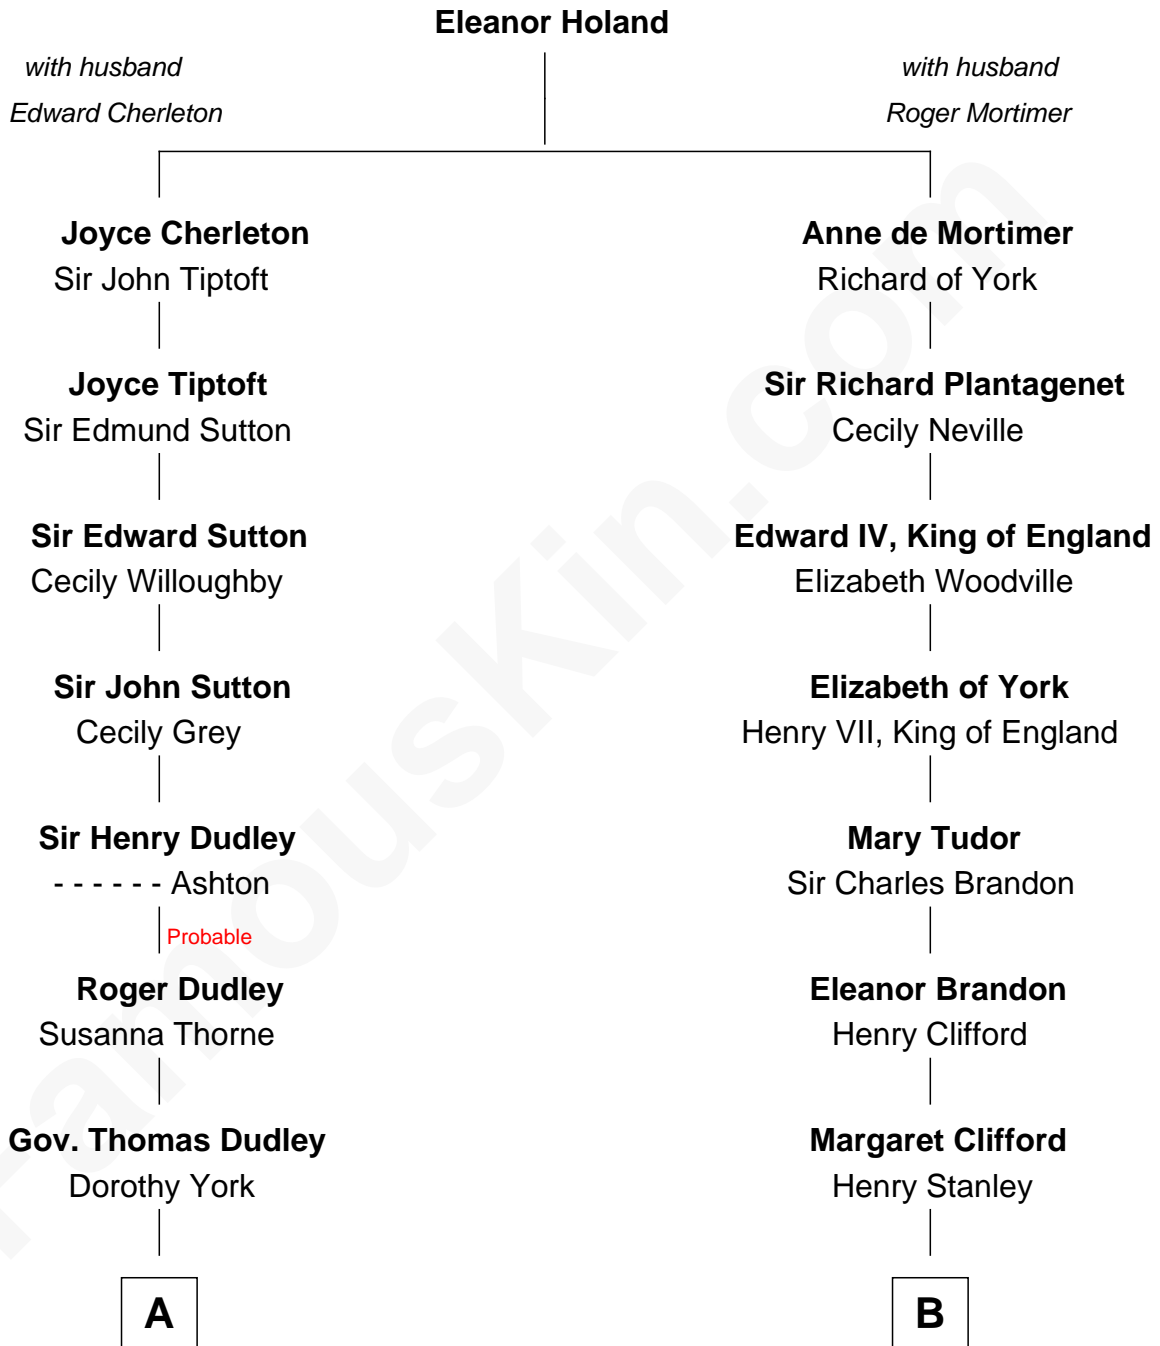 Eleanor Holand
with husband
Edward Cherleton
with husband
Roger Mortimer
Joyce Cherleton
Sir John Tiptoft
Anne de Mortimer
Richard of York
Joyce Tiptoft
Sir Edmund Sutton
Sir Richard Plantagenet
Cecily Neville
Sir Edward Sutton
Cecily Willoughby
Edward IV, King of England
Elizabeth Woodville
Sir John Sutton
Cecily Grey
Elizabeth of York
Henry VII, King of England
Sir Henry Dudley
- - - - - - Ashton
Mary Tudor
Sir Charles Brandon
Probable
Roger Dudley
Susanna Thorne
Eleanor Brandon
Henry Clifford
Gov. Thomas Dudley
Dorothy York
Margaret Clifford
Henry Stanley
A
B
FamousKin.com